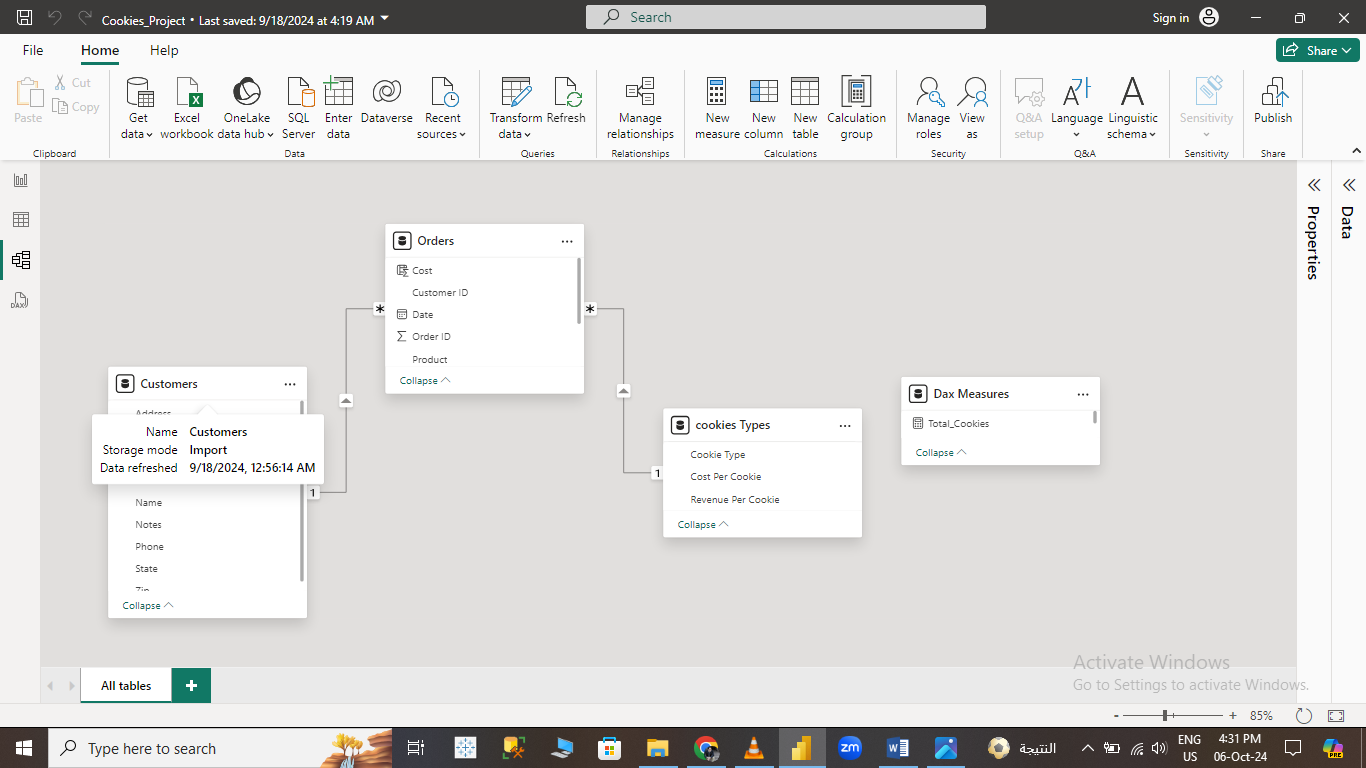 Cookies_Project • Last saved: 9/18/2024 at 4:19 AM
Search
Sign in
File
Home
Help
Share
Paste
Cut
Copy
Clipboard
Get data
Excel workbook
OneLake data hub
SQL Server
Enter data
Dataverse
Recent sources
Data
Transform data
Refresh
Queries
Manage relationships
Relationships
New measure
New column
New table
Calculation group
Calculations
Manage roles
View as
Security
Q&A setup
Language
Linguistic schema
Q&A
Sensitivity
Sensitivity
Publish
Share
DAX
Orders
Cost
Customer ID
Date
Order ID
Product
Collapse
*
*
1
1
Customers
Address
Name Customers
Storage mode Import
Data refreshed 9/18/2024, 12:56:14 AM
Name
Notes
Phone
State
Zip
Collapse
cookies Types
Cookie Type
Cost Per Cookie
Revenue Per Cookie
Collapse
Dax Measures
Total_Cookies
Collapse
Properties
Data
Activate Windows
Go to Settings to activate Windows.
All tables
+
- + 85%
Type here to search
zm
النتيجة
ENG
US
4:31 PM
06-Oct-24
PRE